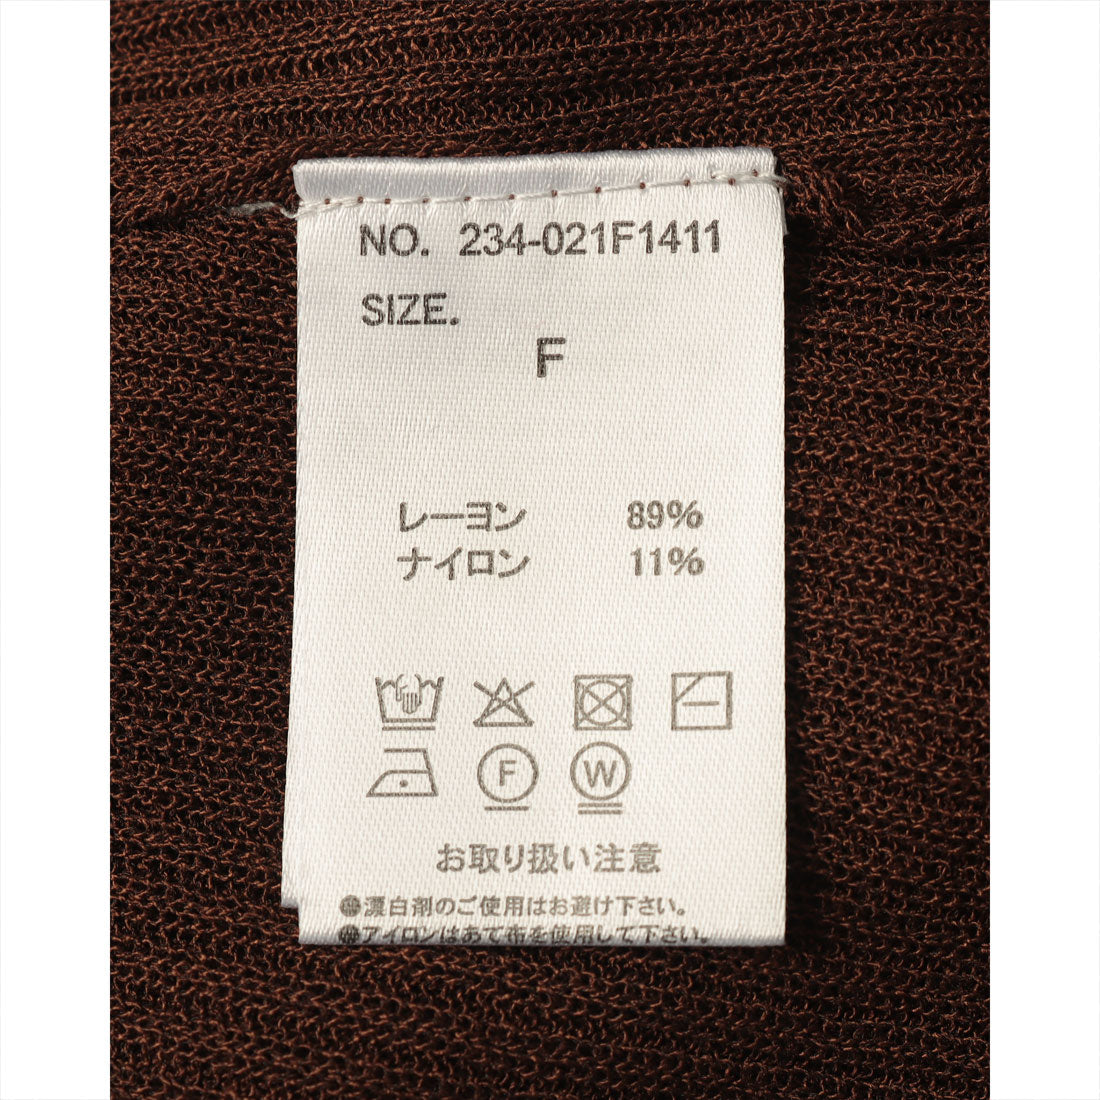 NO. 234-021F1411
SIZE.
F
レーヨン 89%
ナイロン 11%
F W
お取り扱い注意
●漂白剤のご使用はお避け下さい。
●アイロンはあて布を使用して下さい。